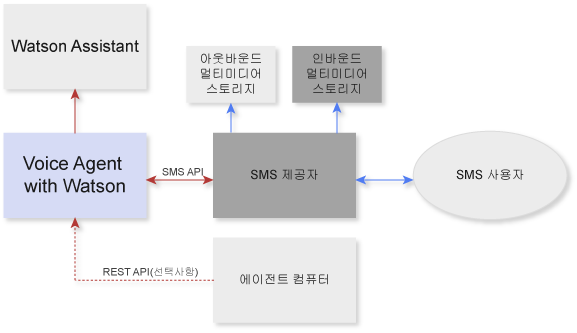 Watson Assistant
아웃바운드
멀티미디어
스토리지
인바운드
멀티미디어
스토리지
Voice Agent
with Watson
SMS API
SMS 제공자
SMS 사용자
REST API(선택사항)
에이전트 컴퓨터